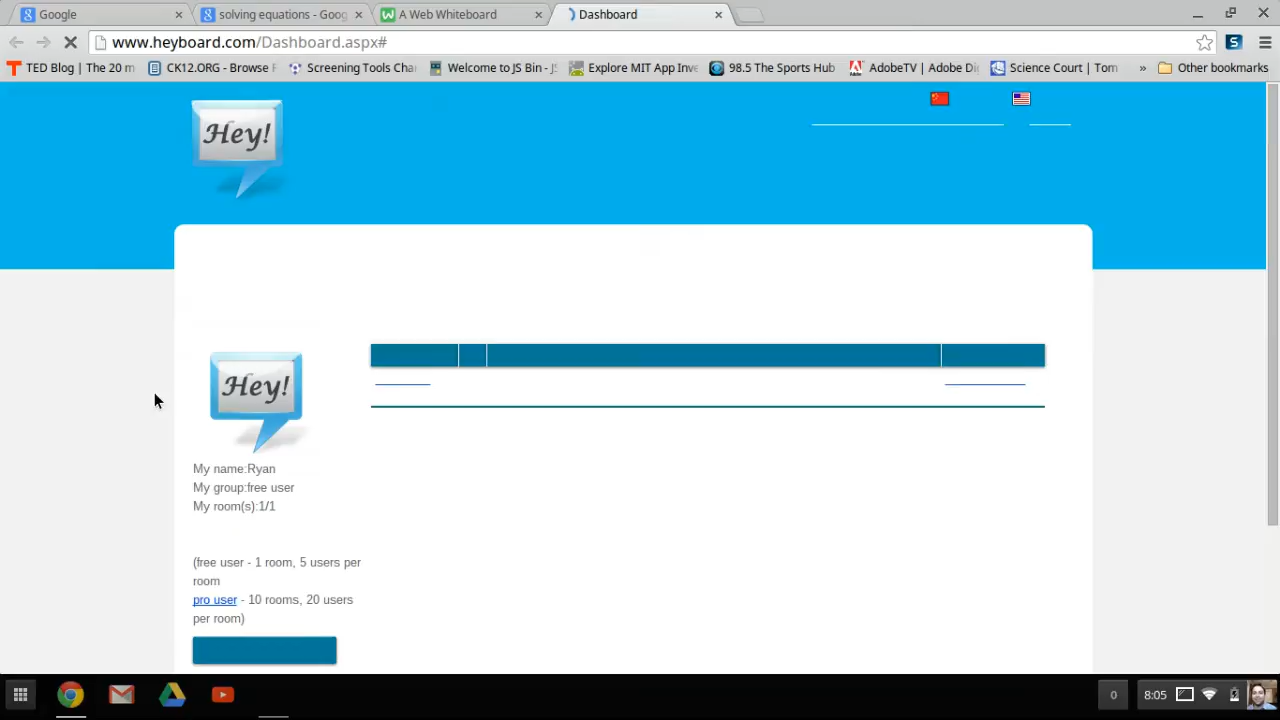 Google
solving equations - Goog
A Web Whiteboard
Dashboard
www.heyboard.com/Dashboard.aspx#
TED Blog | The 20 m
CK12.ORG - Browse F
Screening Tools Cha
Welcome to JS Bin - JS
Explore MIT App Inve
98.5 The Sports Hub
AdobeTV | Adobe Di
Science Court | Tom
»
Other bookmarks
Hey!
Hey!
My name:Ryan
My group:free user
My room(s):1/1
(free user - 1 room, 5 users per
room
pro user - 10 rooms, 20 users
per room)
0
8:05